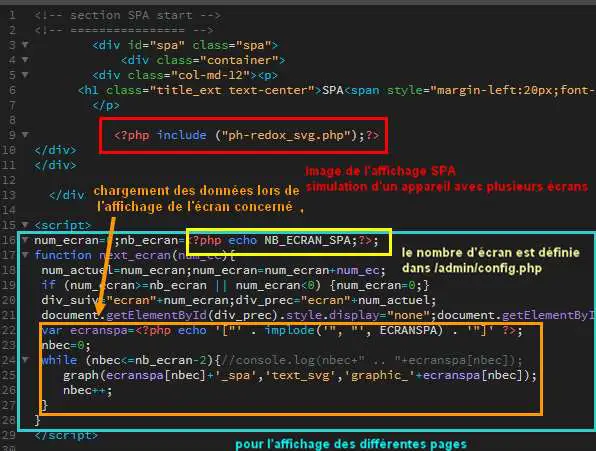 1 <!-- section SPA start -->
2 <!-- =============== -->
3 <div id="spa" class="spa">
4 <div class="container">
5 <div class="col-md-12"><p>
6 <h1 class="title_ext text-center">SPA<span style="margin-left:20px;font-
7 </p>
8
9 <?php include ("ph-redox_svg.php");?>
10 </div>
11 </div>
image de l'affichage SPA
simulation d'un appareil avec plusieurs écrans
12
chargement des données lors de
13 </div
l'affichage de l'écran concerné ,
14
15 <script>
16 num_ecran= ;nb_ecran=<?php echo NB_ECRAN_SPA;?>;
17 function next_ecran(num_ec){
le nombre d'écran est définie
dans /admin/config.php
18 num_actuel=num_ecran;num_ecran=num_ecran+num_ec;
19 if (num_ecran>=nb_ecran || num_ecran<0) {num_ecran=0;}
20 div_suiv="ecran"+num_ecran;div_prec="ecran"+num_actuel;
21 document.getElementById(div_prec).style.display="none";document.getElementById
22 var ecranspa=<?php echo '["' . implode('", "', ECRANSPA) . '"]' ?>;
23 nbec=0;
24 while (nbec<=nb_ecran-2){//console.log(nbec+" .. "+ecranspa[nbec]);
25 graph(ecranspa[nbec]+'_spa','text_svg','graphic_'+ecranspa[nbec]);
26 nbec++;
27 }
28 }
29 </script>
30
pour l'affichage des différentes pages